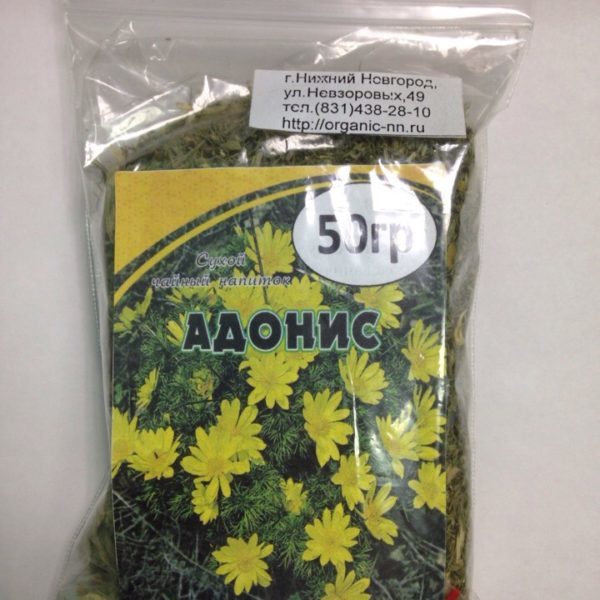 г.Нижний Новгород,
ул.Невзоровых,49
тел.(831)438-28-10
http://organic-nn.ru
50гр
Сухой
чайный напиток
АДОНИС